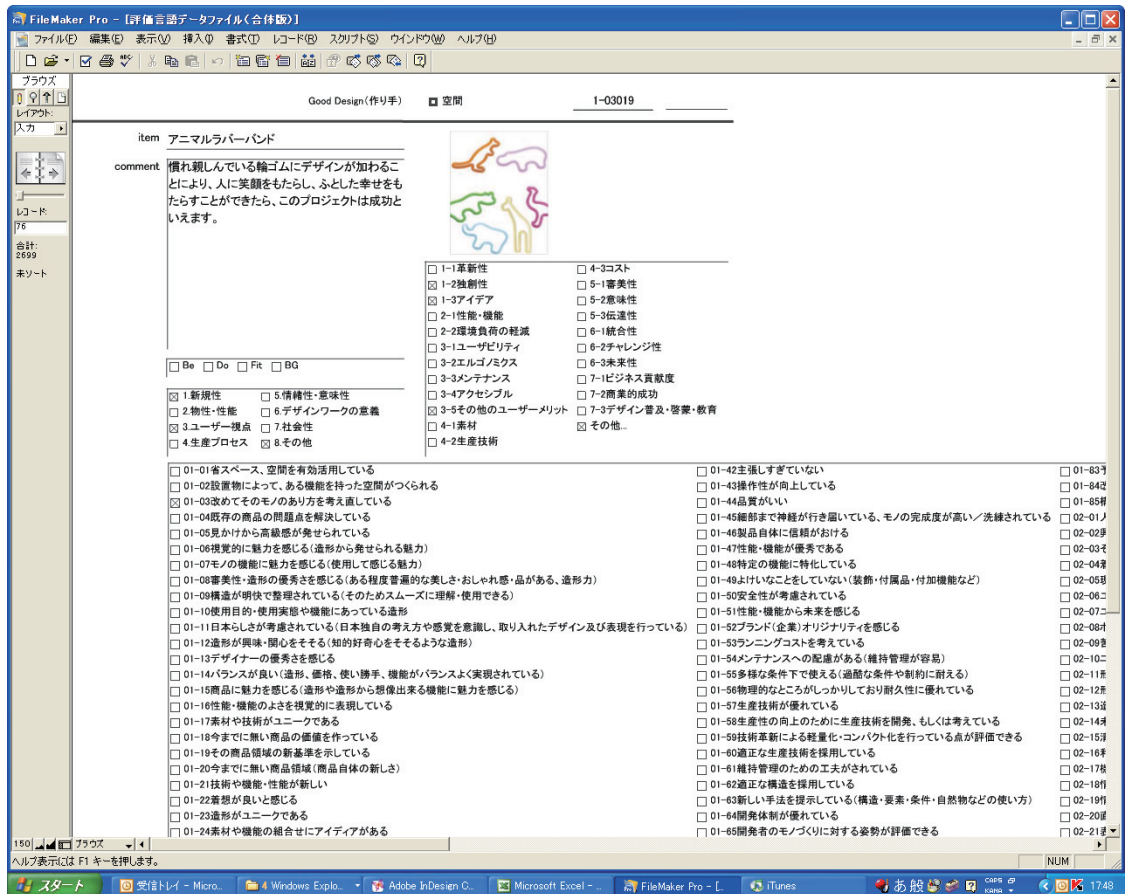 FileMaker Pro - [評価言語データファイル(合体版)]
ファイル(F) 編集(E) 表示(V) 挿入(I) 書式(T) レコード(R) スクリプト(S) ウインドウ(W) ヘルプ(H)
ブラウズ
レイアウト:
入力
レコード:
76
合計:
2699
未ソート
Good Design(作り手) 空間 1-03019
item アニマルラバーバンド
comment 慣れ親しんでいる輪ゴムにデザインが加わるこ
とにより、人に笑顔をもたらし、ふとした幸せをも
たらすことができたら、このプロジェクトは成功と
いえます。
Be Do Fit BG
1.新規性 5.情緒性・意味性
2.物性・性能 6.デザインワークの意義
3.ユーザー視点 7.社会性
4.生産プロセス 8.その他
1-1革新性 4-3コスト
1-2独創性 5-1審美性
1-3アイデア 5-2意味性
2-1性能・機能 5-3伝達性
2-2環境負荷の軽減 6-1統合性
3-1ユーザビリティ 6-2チャレンジ性
3-2エルゴノミクス 6-3未来性
3-3メンテナンス 7-1ビジネス貢献度
3-4アクセシブル 7-2商業的成功
3-5その他のユーザーメリット 7-3デザイン普及・啓蒙・教育
4-1素材 その他...
4-2生産技術
01-01省スペース、空間を有効活用している 01-42主張しすぎていない 01-83
01-02設置物によって、ある機能を持った空間がつくられる 01-43操作性が向上している 01-84
01-03改めてそのモノのあり方を考え直している 01-44品質がいい 01-85
01-04既存の商品の問題点を解決している 01-45細部まで神経が行き届いている、モノの完成度が高い/洗練されている 02-01
01-05見かけから高級感が発せられている 01-46製品自体に信頼がおける 02-02
01-06視覚的に魅力を感じる(造形から発せられる魅力) 01-47性能・機能が優秀である 02-03
01-07モノの機能に魅力を感じる(使用して感じる魅力) 01-48特定の機能に特化している 02-04
01-08審美性・造形の優秀さを感じる(ある程度普遍的な美しさ・おしゃれ感・品がある、造形力) 01-49よけいなことをしていない(装飾・付属品・付加機能など) 02-05
01-09構造が明快で整理されている(そのためスムーズに理解・使用できる) 01-50安全性が考慮されている 02-06
01-10使用目的・使用実態や機能にあっている造形 01-51性能・機能から未来を感じる 02-07
01-11日本らしさが考慮されている(日本独自の考え方や感覚を意識し、取り入れたデザイン及び表現を行っている) 01-52ブランド(企業)オリジナリティを感じる 02-08
01-12造形が興味・関心をそそる(知的好奇心をそそるような造形) 01-53ランニングコストを考えている 02-09
01-13デザイナーの優秀さを感じる 01-54メンテナンスへの配慮がある(維持管理が容易) 02-10
01-14バランスが良い(造形、価格、使い勝手、機能がバランスよく実現されている) 01-55多様な条件下で使える(過酷な条件や制約に耐える) 02-11
01-15商品に魅力を感じる(造形や造形から想像出来る機能に魅力を感じる) 01-56物理的なところがしっかりしており耐久性に優れている 02-12
01-16性能・機能のよさを視覚的に表現している 01-57生産技術が優れている 02-13
01-17素材や技術がユニークである 01-58生産性の向上のために生産技術を開発、もしくは考えている 02-14
01-18今までに無い商品の価値を作っている 01-59技術革新による軽量化・コンパクト化を行っている点が評価できる 02-15
01-19その商品領域の新基準を示している 01-60適正な生産技術を採用している 02-16
01-20今までに無い商品領域(商品自体の新しさ) 01-61維持管理のための工夫がされている 02-17
01-21技術や機能・性能が新しい 01-62適正な構造を採用している 02-18
01-22着想が良いと感じる 01-63新しい手法を提示している(構造・要素・条件・自然物などの使い方) 02-19
01-23造形がユニークである 01-64開発体制が優れている 02-20
01-24素材や機能の組合せにアイディアがある 01-65開発者のモノづくりに対する姿勢が評価できる 02-21
150 ブラウズ
ヘルプ表示には F1 キーを押します。 NUM
スタート 受信トレイ - Micro... 4 Windows Explo... Adobe InDesign C... Microsoft Excel - ... FileMaker Pro - [... iTunes あ 般 CAPS KANA 17:48